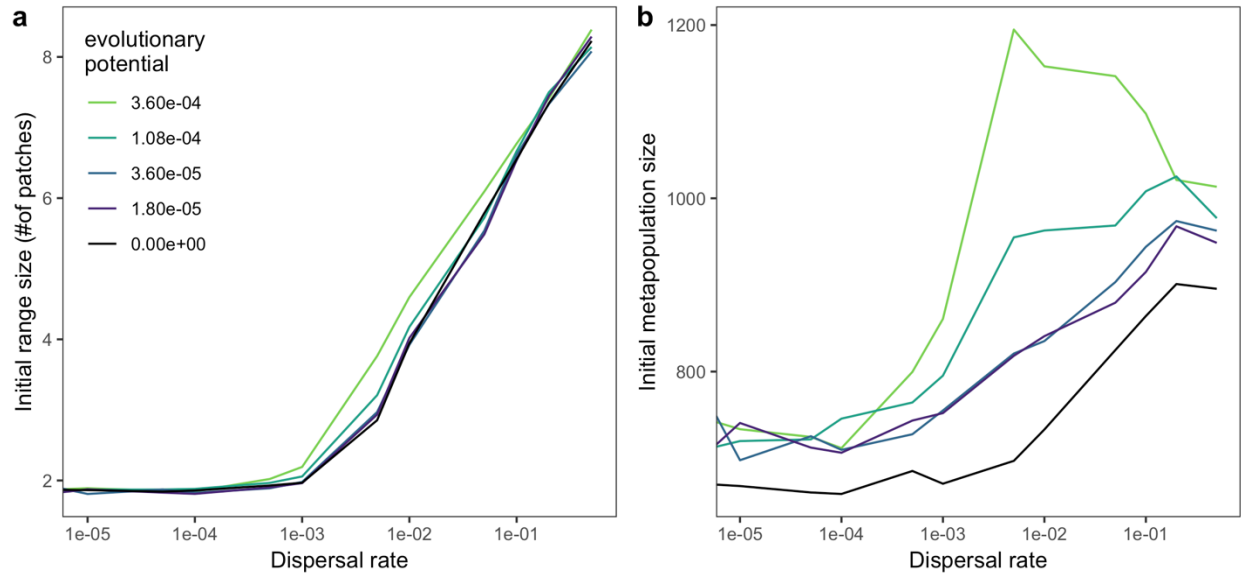 a
evolutionary
potential
3.60e-04
1.08e-04
3.60e-05
1.80e-05
0.00e+00
8
6
4
2
Initial range size (#of patches)
1e-05 1e-04 1e-03 1e-02 1e-01
Dispersal rate
b
1200
1000
800
Initial metapopulation size
1e-05 1e-04 1e-03 1e-02 1e-01
Dispersal rate